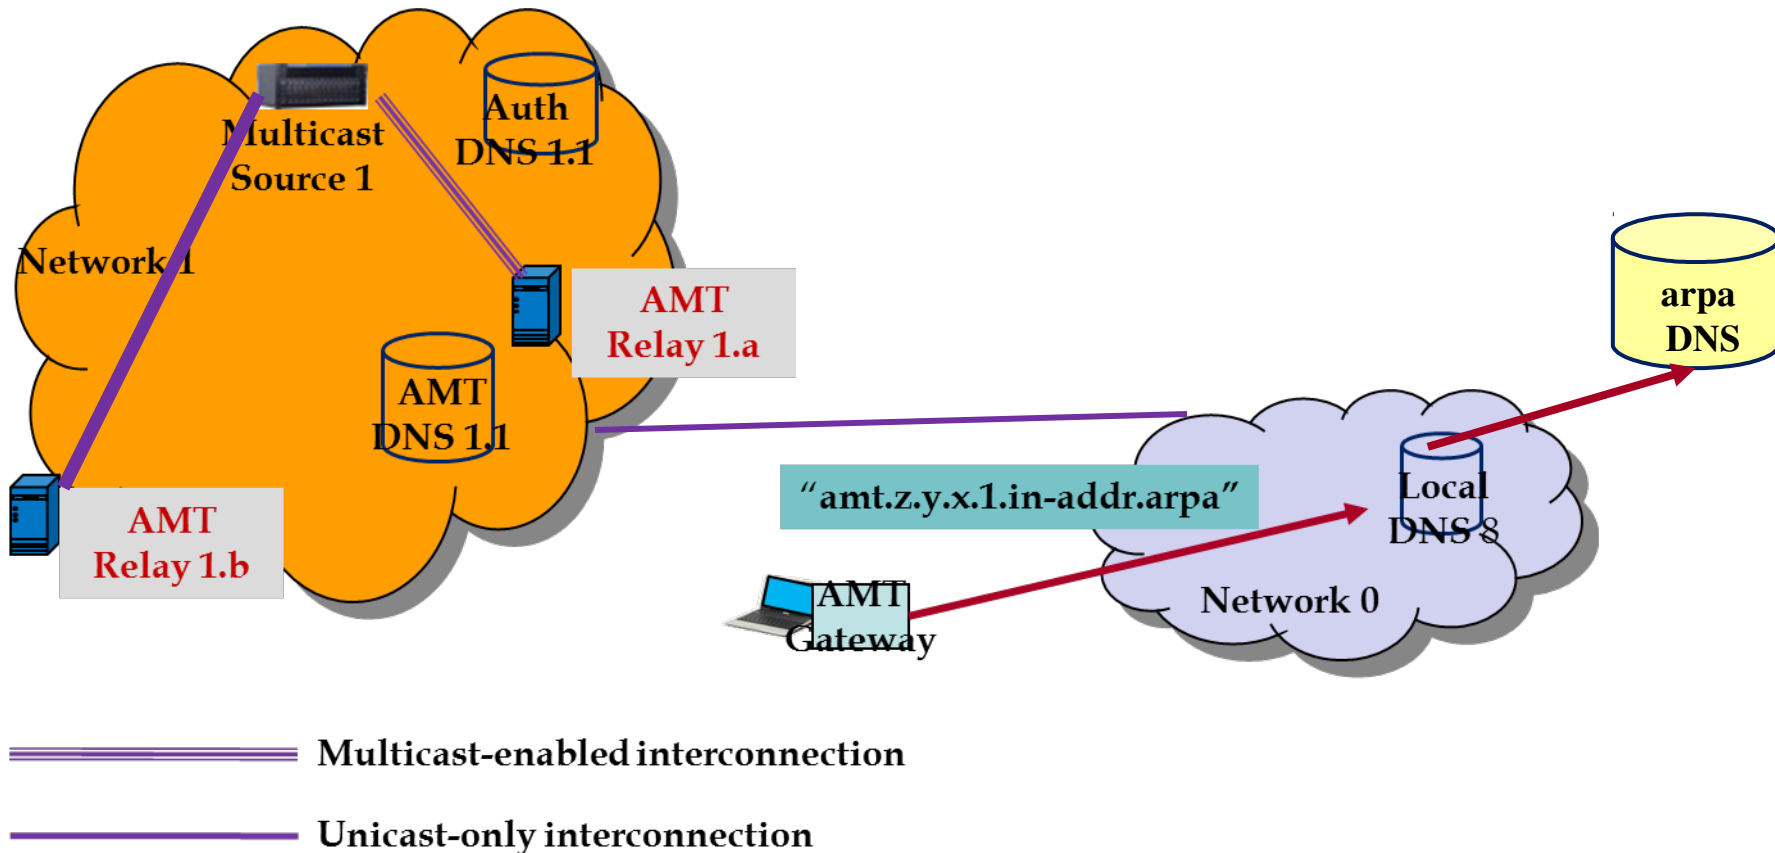 Multicast
Source 1
Auth
DNS 1.1
Network 1
AMT
Relay 1.a
AMT
DNS 1.1
AMT
Relay 1.b
arpa
DNS
“amt.z.y.x.1.in-addr.arpa”
Local
DNS 8
Network 0
AMT
Gateway
Multicast-enabled interconnection
Unicast-only interconnection